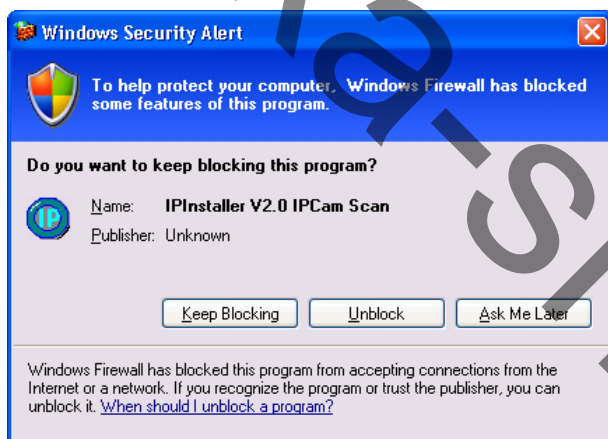 Windows Security Alert
To help protect your computer, Windows Firewall has blocked
some features of this program.
Do you want to keep blocking this program?
IP
Name: IPInstaller V2.0 IPCam Scan
Publisher: Unknown
Keep Blocking Unblock Ask Me Later
Windows Firewall has blocked this program from accepting connections from the
Internet or a network. If you recognize the program or trust the publisher, you can
unblock it. When should I unblock a program?